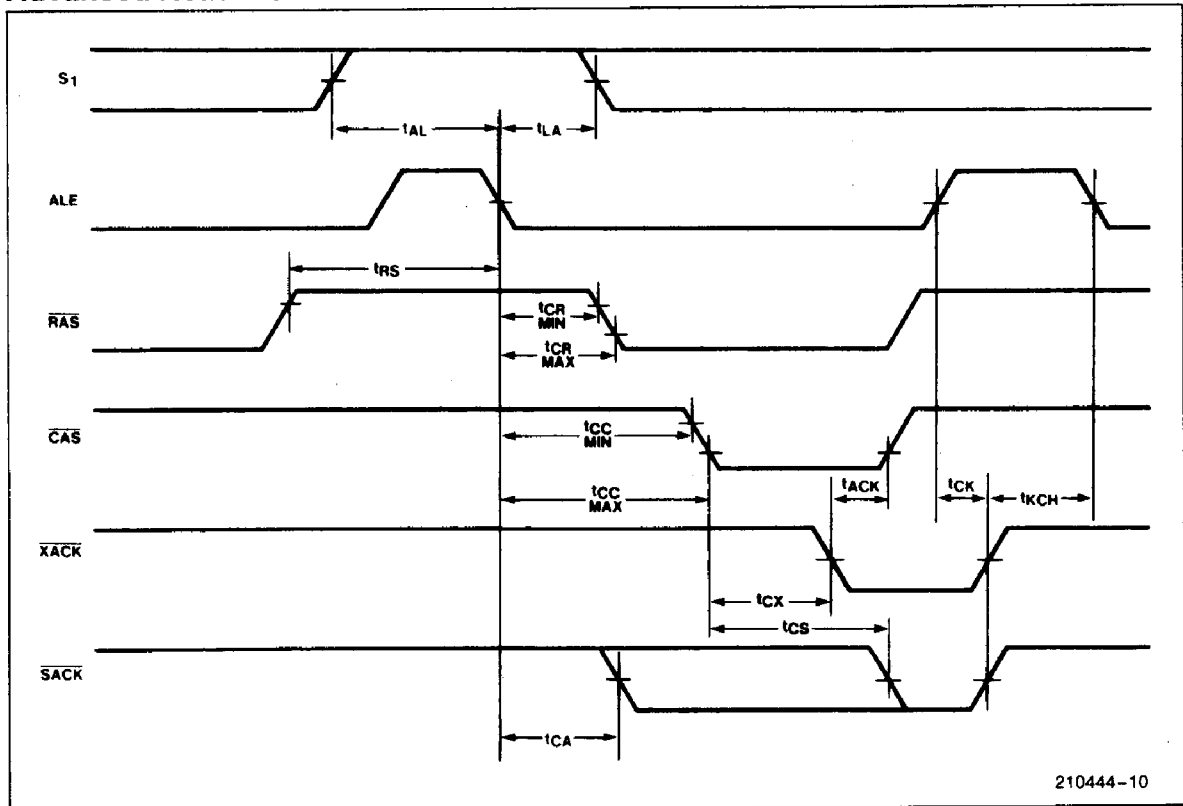 S1
tAL
tLA
ALE
tRS
RAS
tCR
MIN
tCR
MAX
CAS
tCC
MIN
tCC
MAX
tACK
tCK
tKCH
XACK
tCX
tCS
SACK
tCA
210444-10